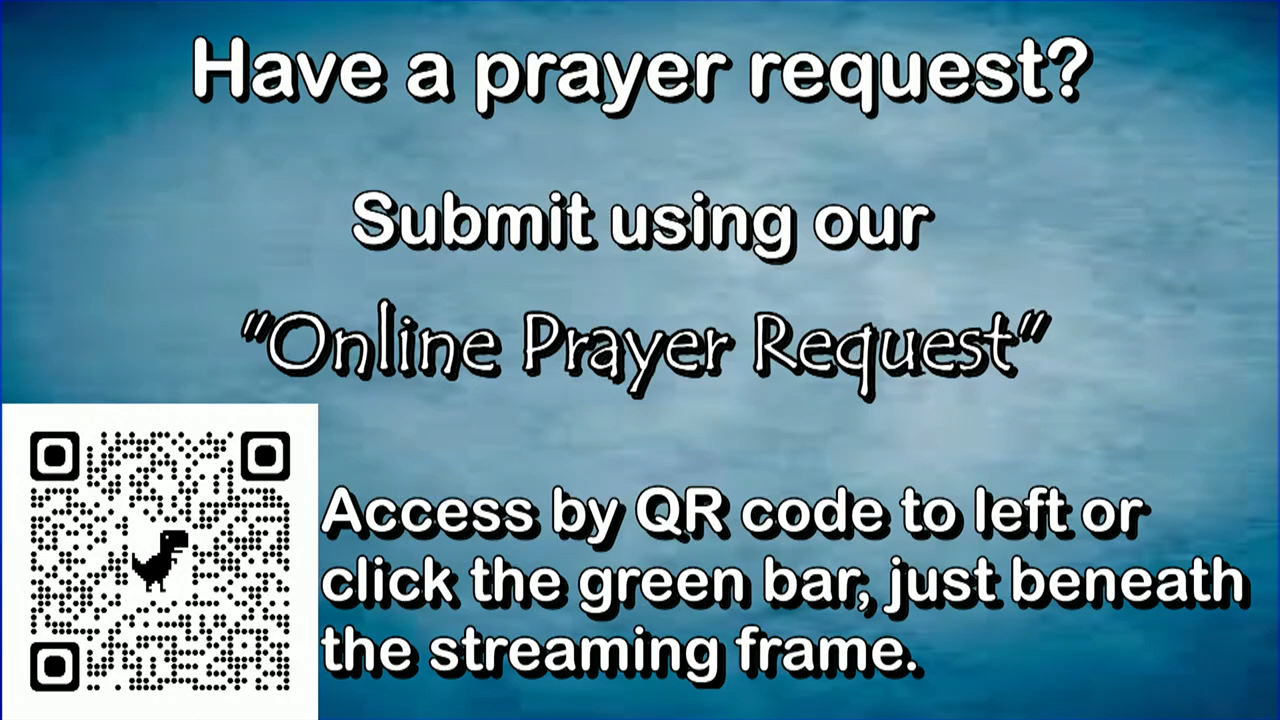 Have a prayer request?
Submit using our
"Online Prayer Request"
Access by QR code to left or
click the green bar, just beneath
the streaming frame.